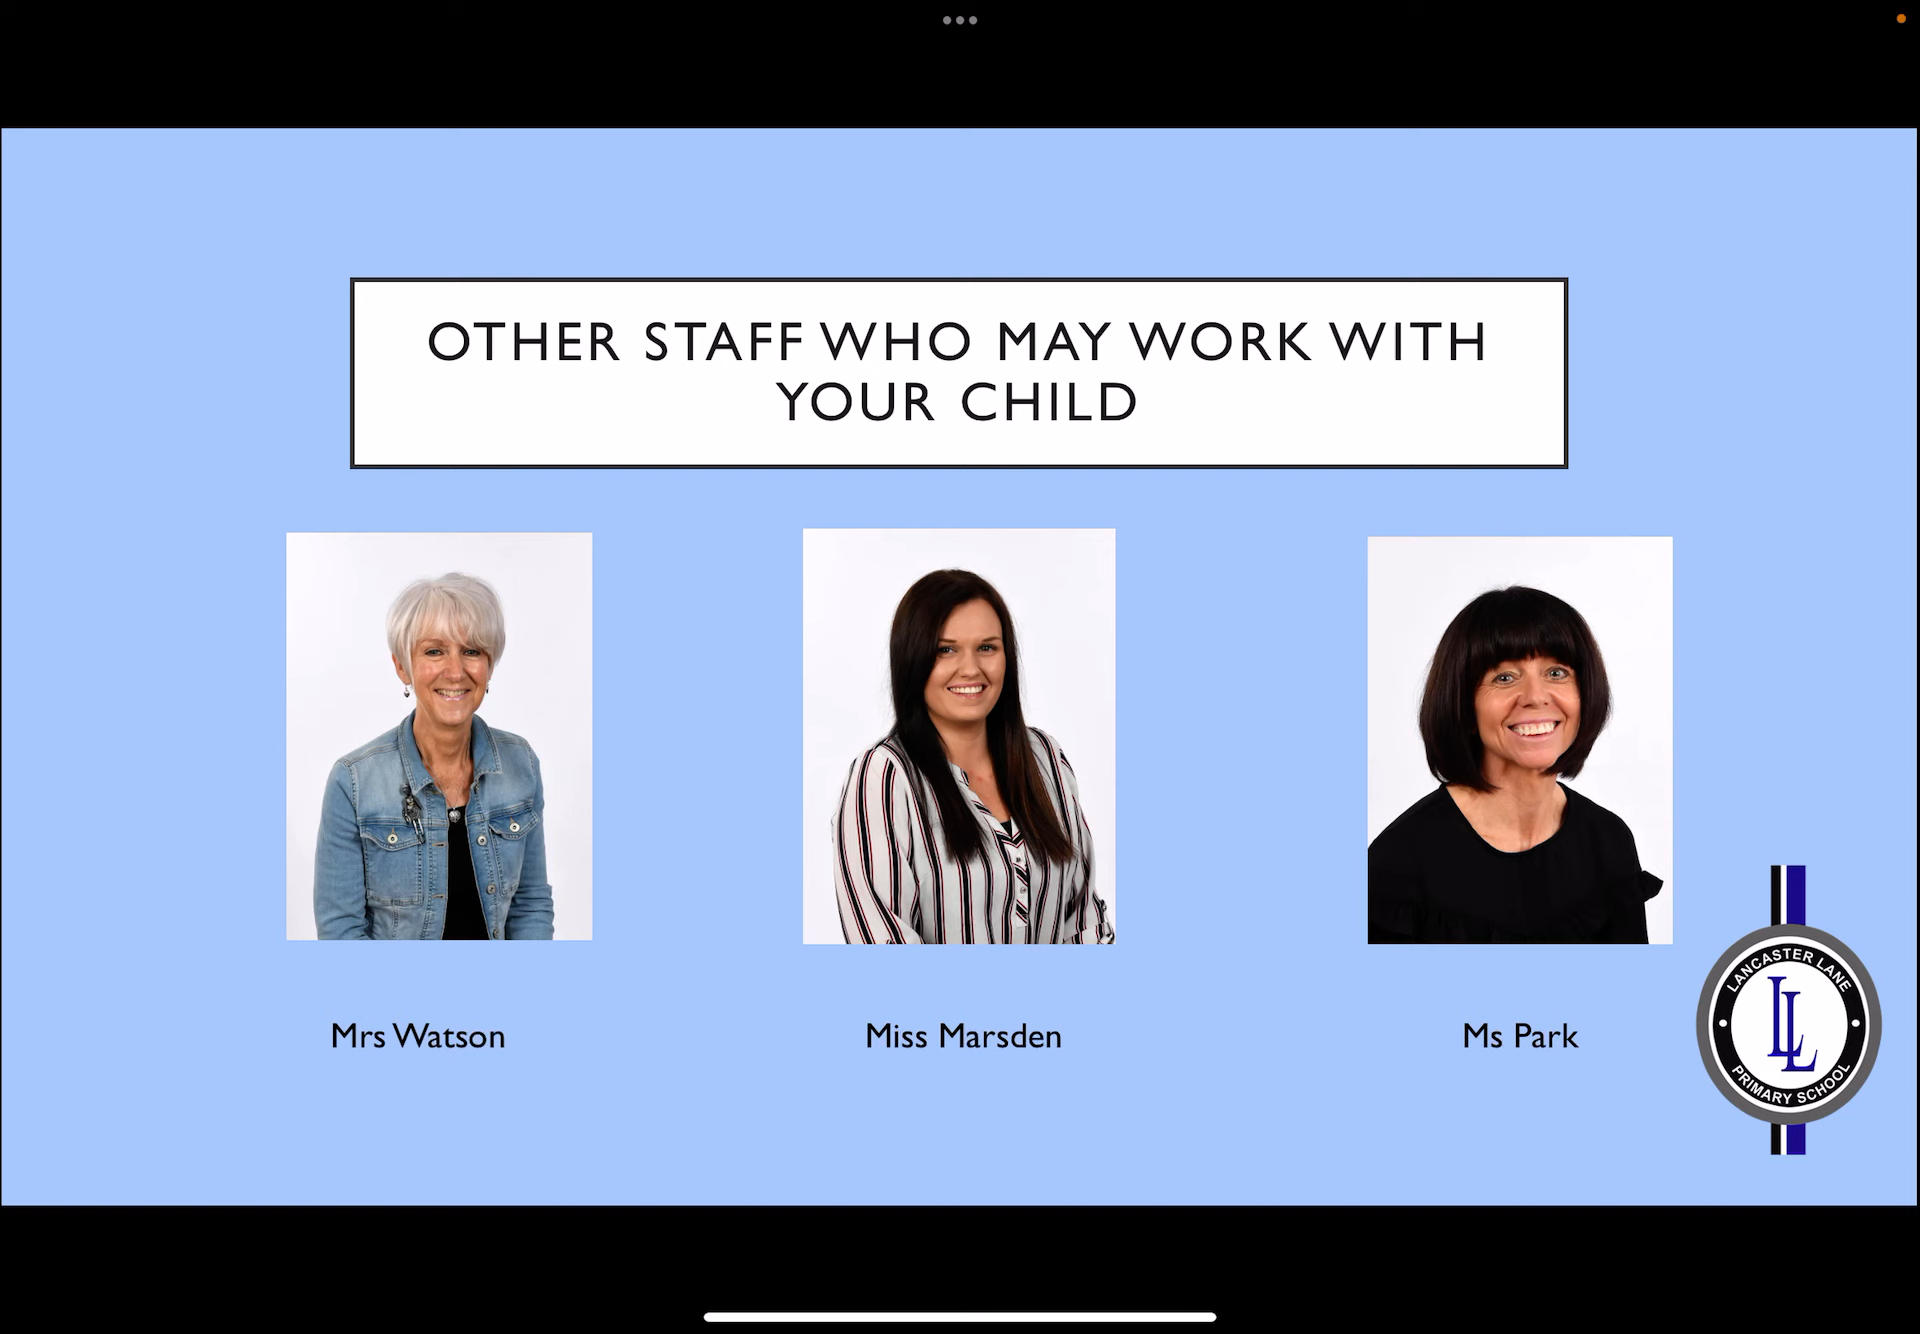 OTHER STAFF WHO MAY WORK WITH
YOUR CHILD
Mrs Watson
Miss Marsden
Ms Park
LANCASTER LANE
LL
PRIMARY SCHOOL